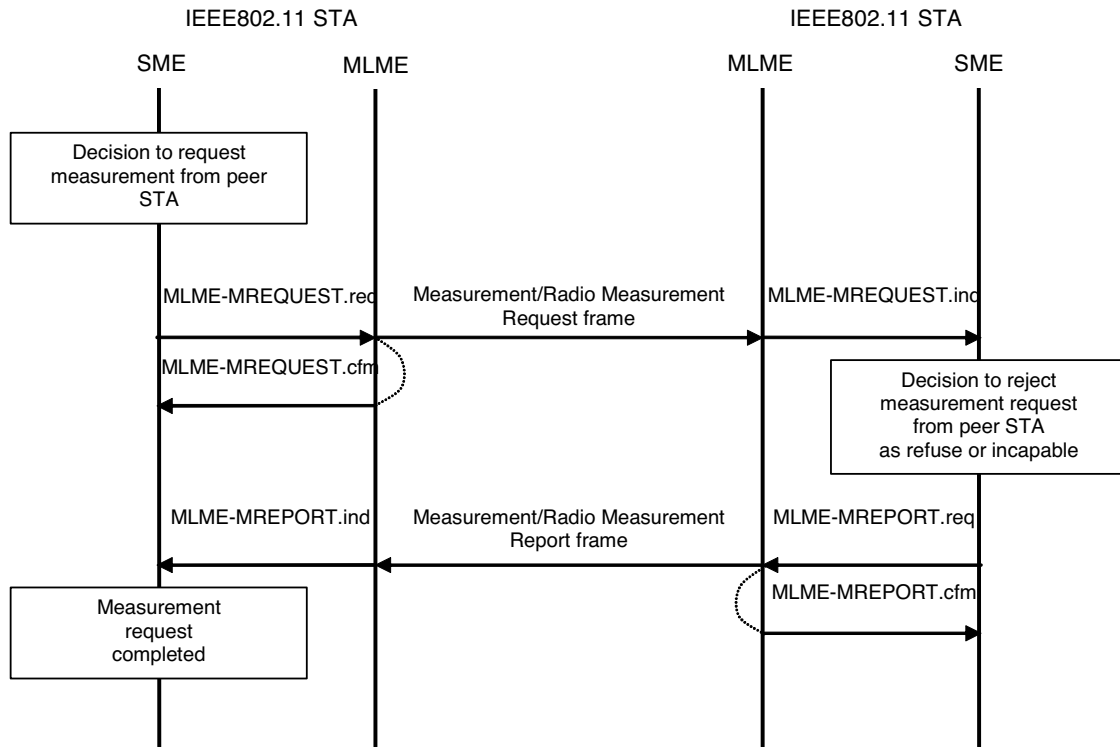 IEEE802.11 STA
IEEE802.11 STA
SME
MLME
MLME
SME
Decision to request
measurement from peer
STA
MLME-MREQUEST.req
Measurement/Radio Measurement
Request frame
MLME-MREQUEST.ind
MLME-MREQUEST.cfm
Decision to reject
measurement request
from peer STA
as refuse or incapable
MLME-MREPORT.ind
Measurement/Radio Measurement
Report frame
MLME-MREPORT.req
MLME-MREPORT.cfm
Measurement
request
completed